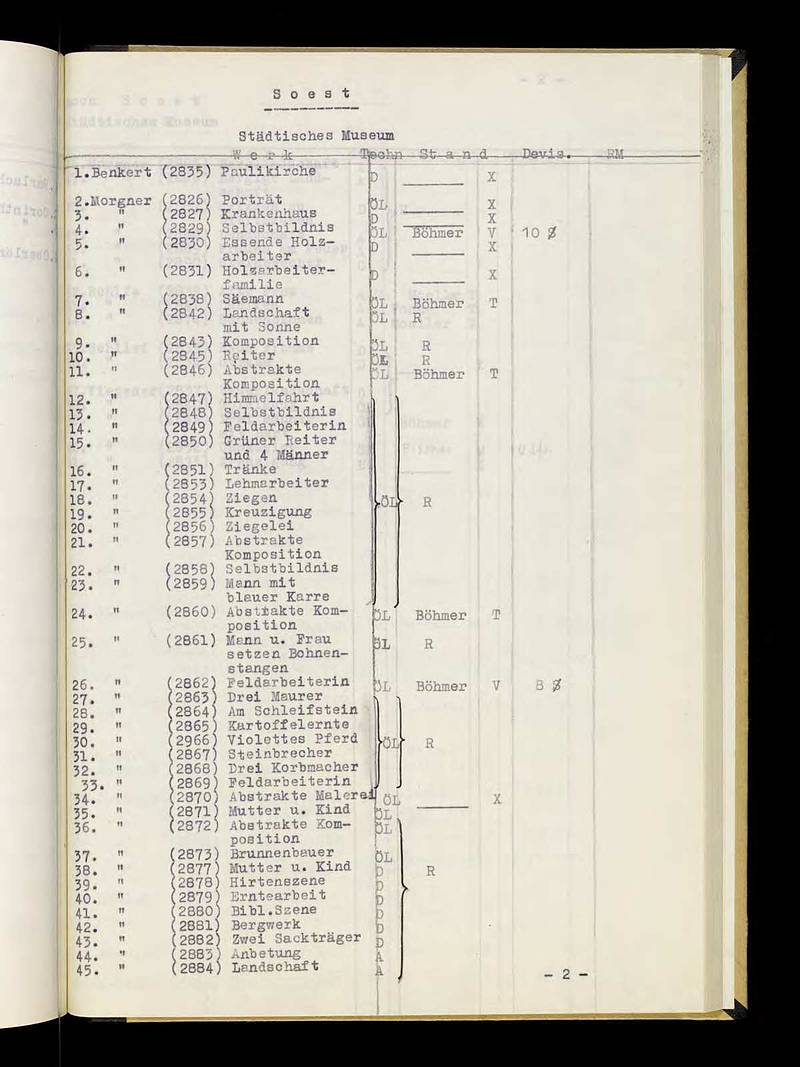 S o e s t
Städtisches Museum
W e r k Techn S t a n d Devis. RM
1.Benkert (2835) Paulikirche D ______ X
2.Morgner (2826) Porträt ÖL ______ X
3. " (2827) Krankenhaus D ______ X
4. " (2829) Selbstbildnis ÖL Böhmer V 10 $
5. " (2830) Essende Holz- D ______ X
arbeiter
6. " (2831) Holzarbeiter- D ______ X
familie
7. " (2838) Säemann ÖL Böhmer T
8. " (2842) Landschaft ÖL R
mit Sonne
9. " (2843) Komposition ÖL R
10. " (2845) Reiter ÖL R
11. " (2846) Abstrakte ÖL Böhmer T
Komposition
12. " (2847) Himmelfahrt
13. " (2848) Selbstbildnis
14. " (2849) Feldarbeiterin
15. " (2850) Grüner Reiter
und 4 Männer
16. " (2851) Tränke
17. " (2853) Lehmarbeiter
18. " (2854) Ziegen ÖL R
19. " (2855) Kreuzigung
20. " (2856) Ziegelei
21. " (2857) Abstrakte
Komposition
22. " (2858) Selbstbildnis
23. " (2859) Mann mit
blauer Karre
24. " (2860) Abstrakte Kom- ÖL Böhmer T
position
25. " (2861) Mann u. Frau ÖL R
setzen Bohnen-
stangen
26. " (2862) Feldarbeiterin ÖL Böhmer V 8 $
27. " (2863) Drei Maurer
28. " (2864) Am Schleifstein
29. " (2865) Kartoffelernte
30. " (2966) Violettes Pferd ÖL R
31. " (2867) Steinbrecher
32. " (2868) Drei Korbmacher
33. " (2869) Feldarbeiterin
34. " (2870) Abstrakte Malerei ÖL ______ X
35. " (2871) Mutter u. Kind ÖL
36. " (2872) Abstrakte Kom- ÖL
position
37. " (2873) Brunnenbauer ÖL
38. " (2877) Mutter u. Kind D R
39. " (2878) Hirtenszene D
40. " (2879) Erntearbeit D
41. " (2880) Bibl.Szene D
42. " (2881) Bergwerk D
43. " (2882) Zwei Sackträger D
44. " (2883) Anbetung A
45. " (2884) Landschaft A
- 2 -